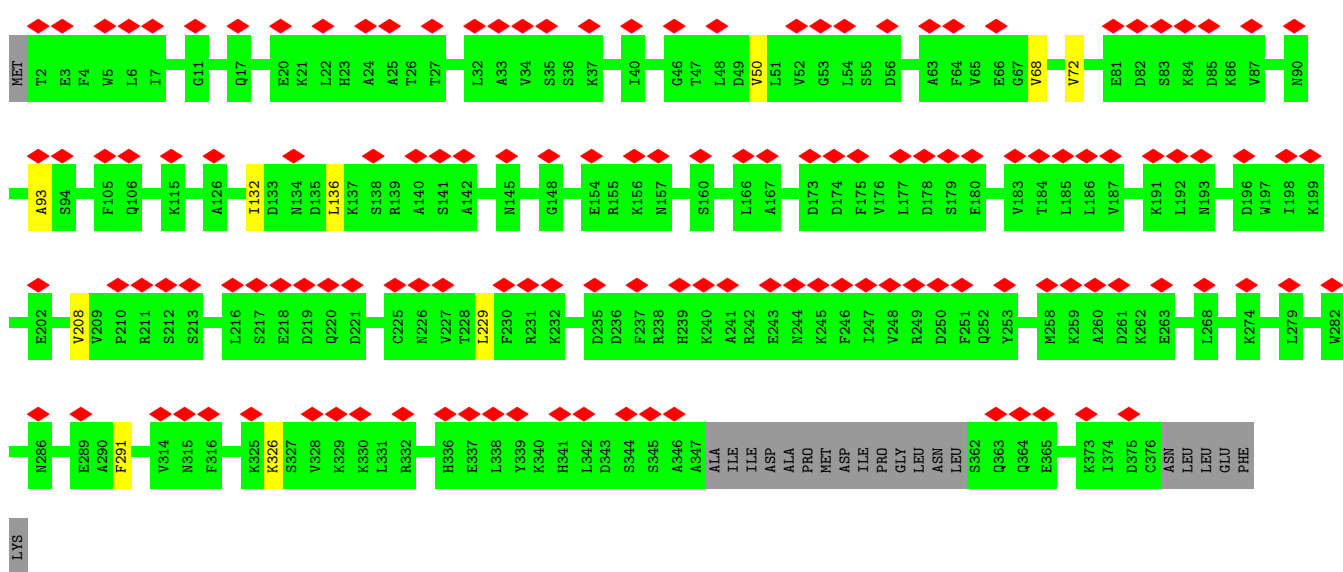 MET T2 E3 F4 W5 L6 I7 G11 Q17 E20 K21 L22 H23 A24 A25 T26 T27 L32 A33 V34 S35 S36 K37 I40 G46 T47 L48 D49 V50 L51 V52 G53 L54 S55 D56 A63 F64 V65 E66 G67 V68 V72 E81 D82 S83 K84 D85 K86 V87 N90
A93 S94 F105 Q106 K115 A126 I132 D133 N134 D135 L136 K137 S138 R139 A140 S141 A142 N145 G148 E154 R155 K156 N157 S160 L166 A167 D173 D174 F175 V176 L177 D178 S179 E180 V183 T184 L185 L186 V187 K191 L192 N193 D196 W197 I198 K199
E202 V208 V209 P210 R211 S212 S213 L216 S217 E218 D219 Q220 D221 C225 N226 V227 T228 L229 F230 R231 K232 D235 D236 F237 R238 H239 K240 A241 R242 E243 N244 K245 F246 I247 V248 R249 D250 F251 Q252 Y253 M258 K259 A260 D261 K262 E263 L268 K274 L279 W282
N286 E289 A290 F291 V314 N315 F316 K325 K326 S327 V328 K329 K330 L331 R332 H336 E337 L338 Y339 K340 H341 L342 D343 S344 S345 A346 A347 ALA ILE ILE ASP ALA PRO MET ASP ILE PRO GLY LEU ASN LEU S362 Q363 Q364 E365 K373 I374 D375 C376 ASN LEU LEU GLU PHE
LYS